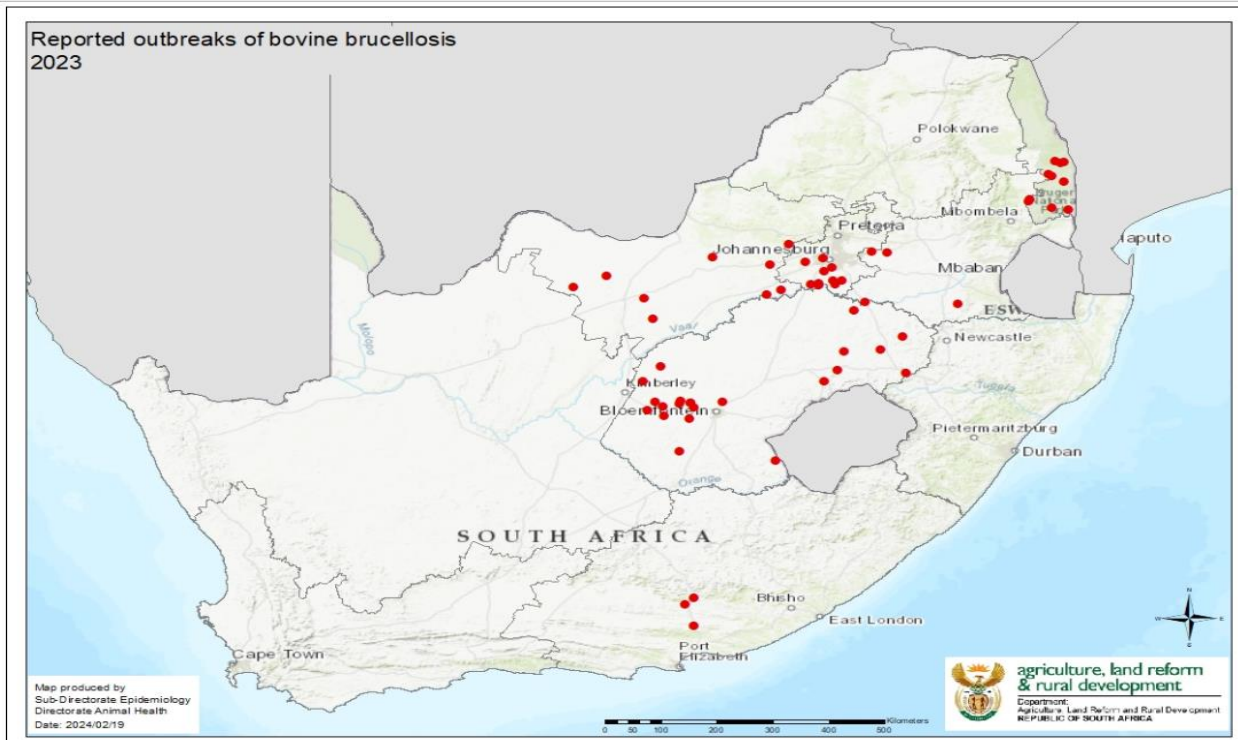 Reported outbreaks of bovine brucellosis
2023
Polokwane
Kruger
National
Park
Mbombela
Pretoria
Johannesburg
Maputo
Mbaban
ESW
Molopo
Vaal
Newcastle
Kimberley
Tugela
Bloemfontein
Pietermaritzburg
Durban
Orange
SOUTH AFRICA
Bhisho
East London
Port
Elizabeth
Cape Town
N
W E
S
Map produced by
Sub-Directorate Epidemiology
Directorate Animal Health
Date: 2024/02/19
Kilometers
0 50 100 200 300 400 500
agriculture, land reform
& rural development
Department:
Agriculture, Land Reform and Rural Development
REPUBLIC OF SOUTH AFRICA